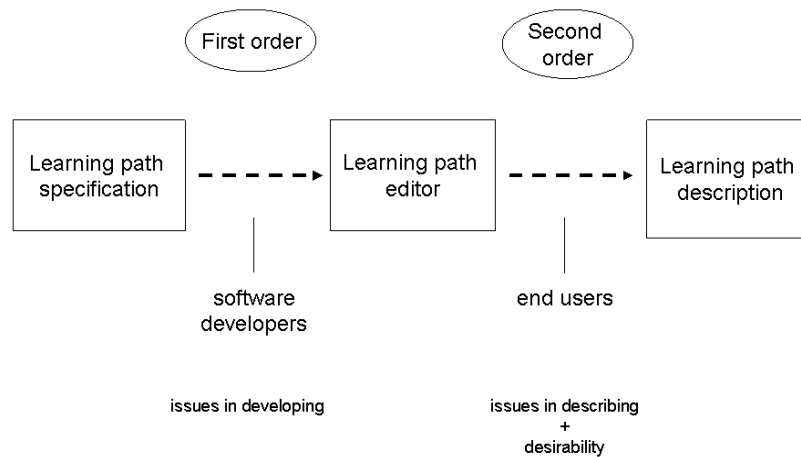 First order
Second
order
Learning path
specification
Learning path
editor
Learning path
description
software
developers
end users
issues in developing
issues in describing
+
desirability